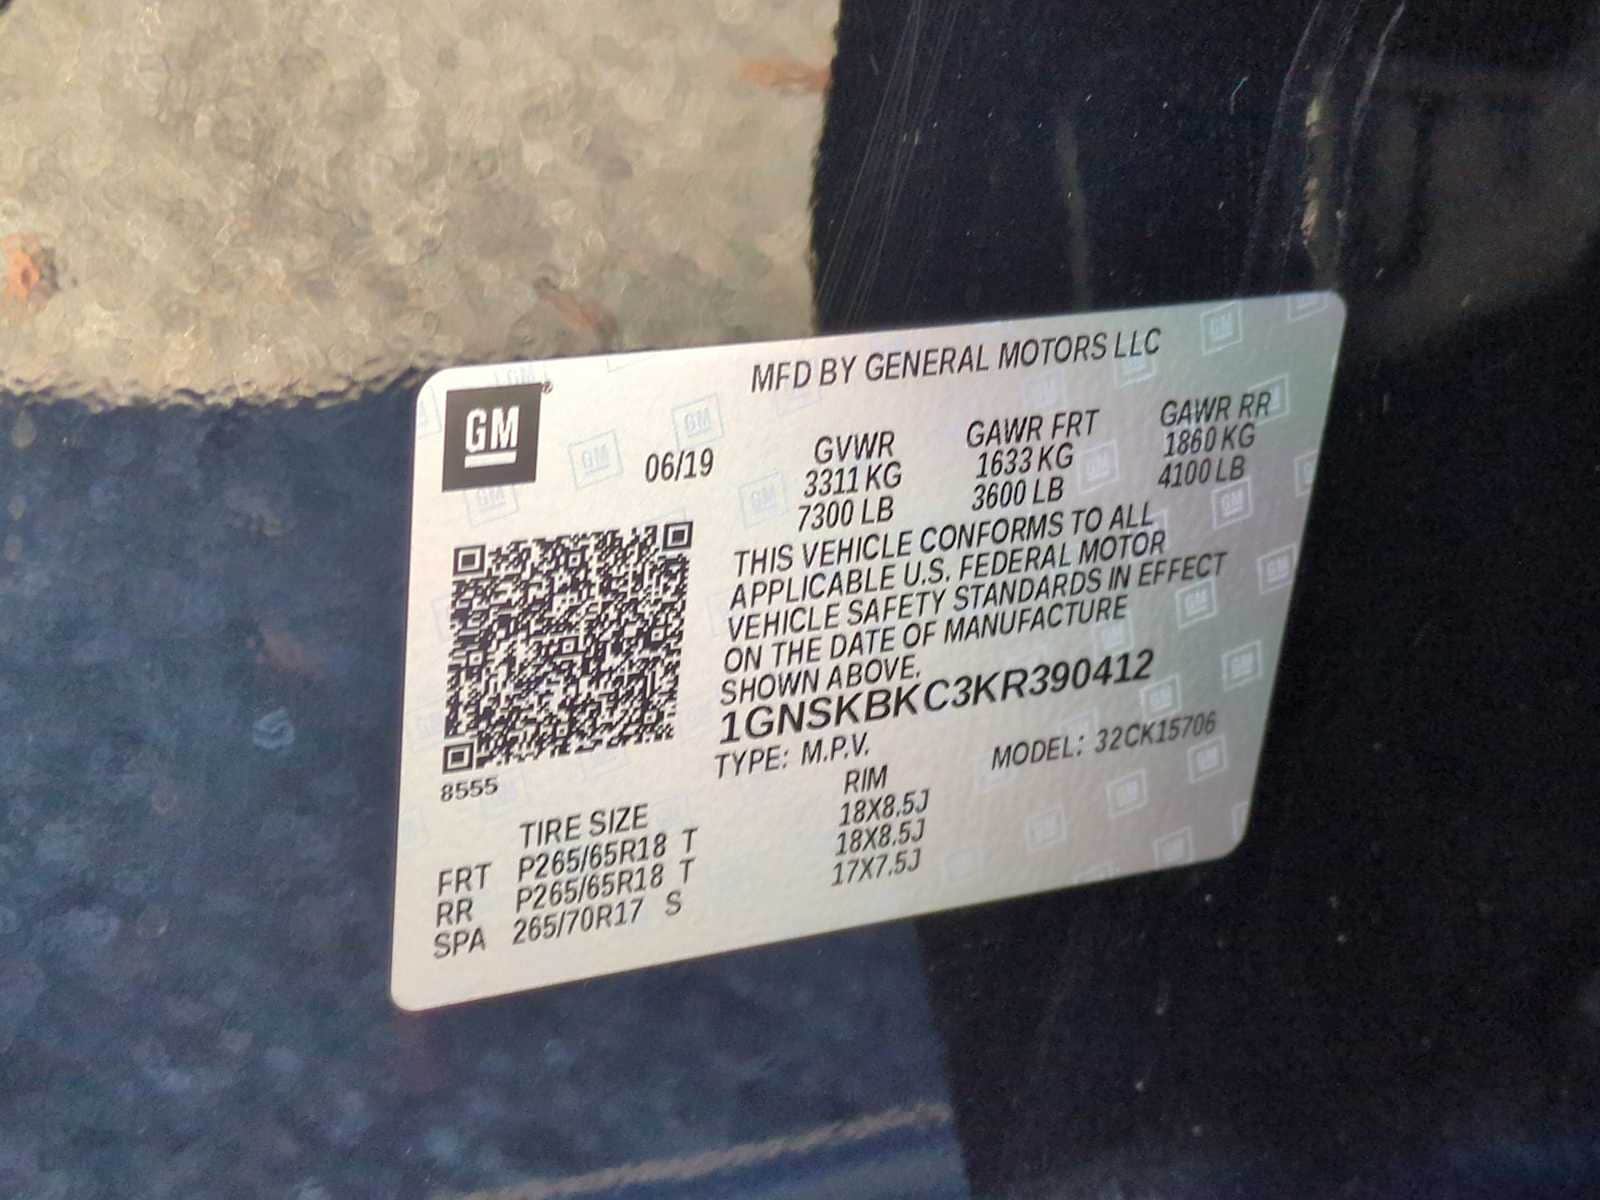 GM
MFD BY GENERAL MOTORS LLC
06/19
GVWR GAWR FRT GAWR RR
3311 KG 1633 KG 1860 KG
7300 LB 3600 LB 4100 LB
THIS VEHICLE CONFORMS TO ALL
APPLICABLE U.S. FEDERAL MOTOR
VEHICLE SAFETY STANDARDS IN EFFECT
ON THE DATE OF MANUFACTURE
SHOWN ABOVE.
1GNSKBKC3KR390412
TYPE: M.P.V. MODEL: 32CK15706
8555
TIRE SIZE RIM
FRT P265/65R18 T 18X8.5J
RR P265/65R18 T 18X8.5J
SPA 265/70R17 S 17X7.5J